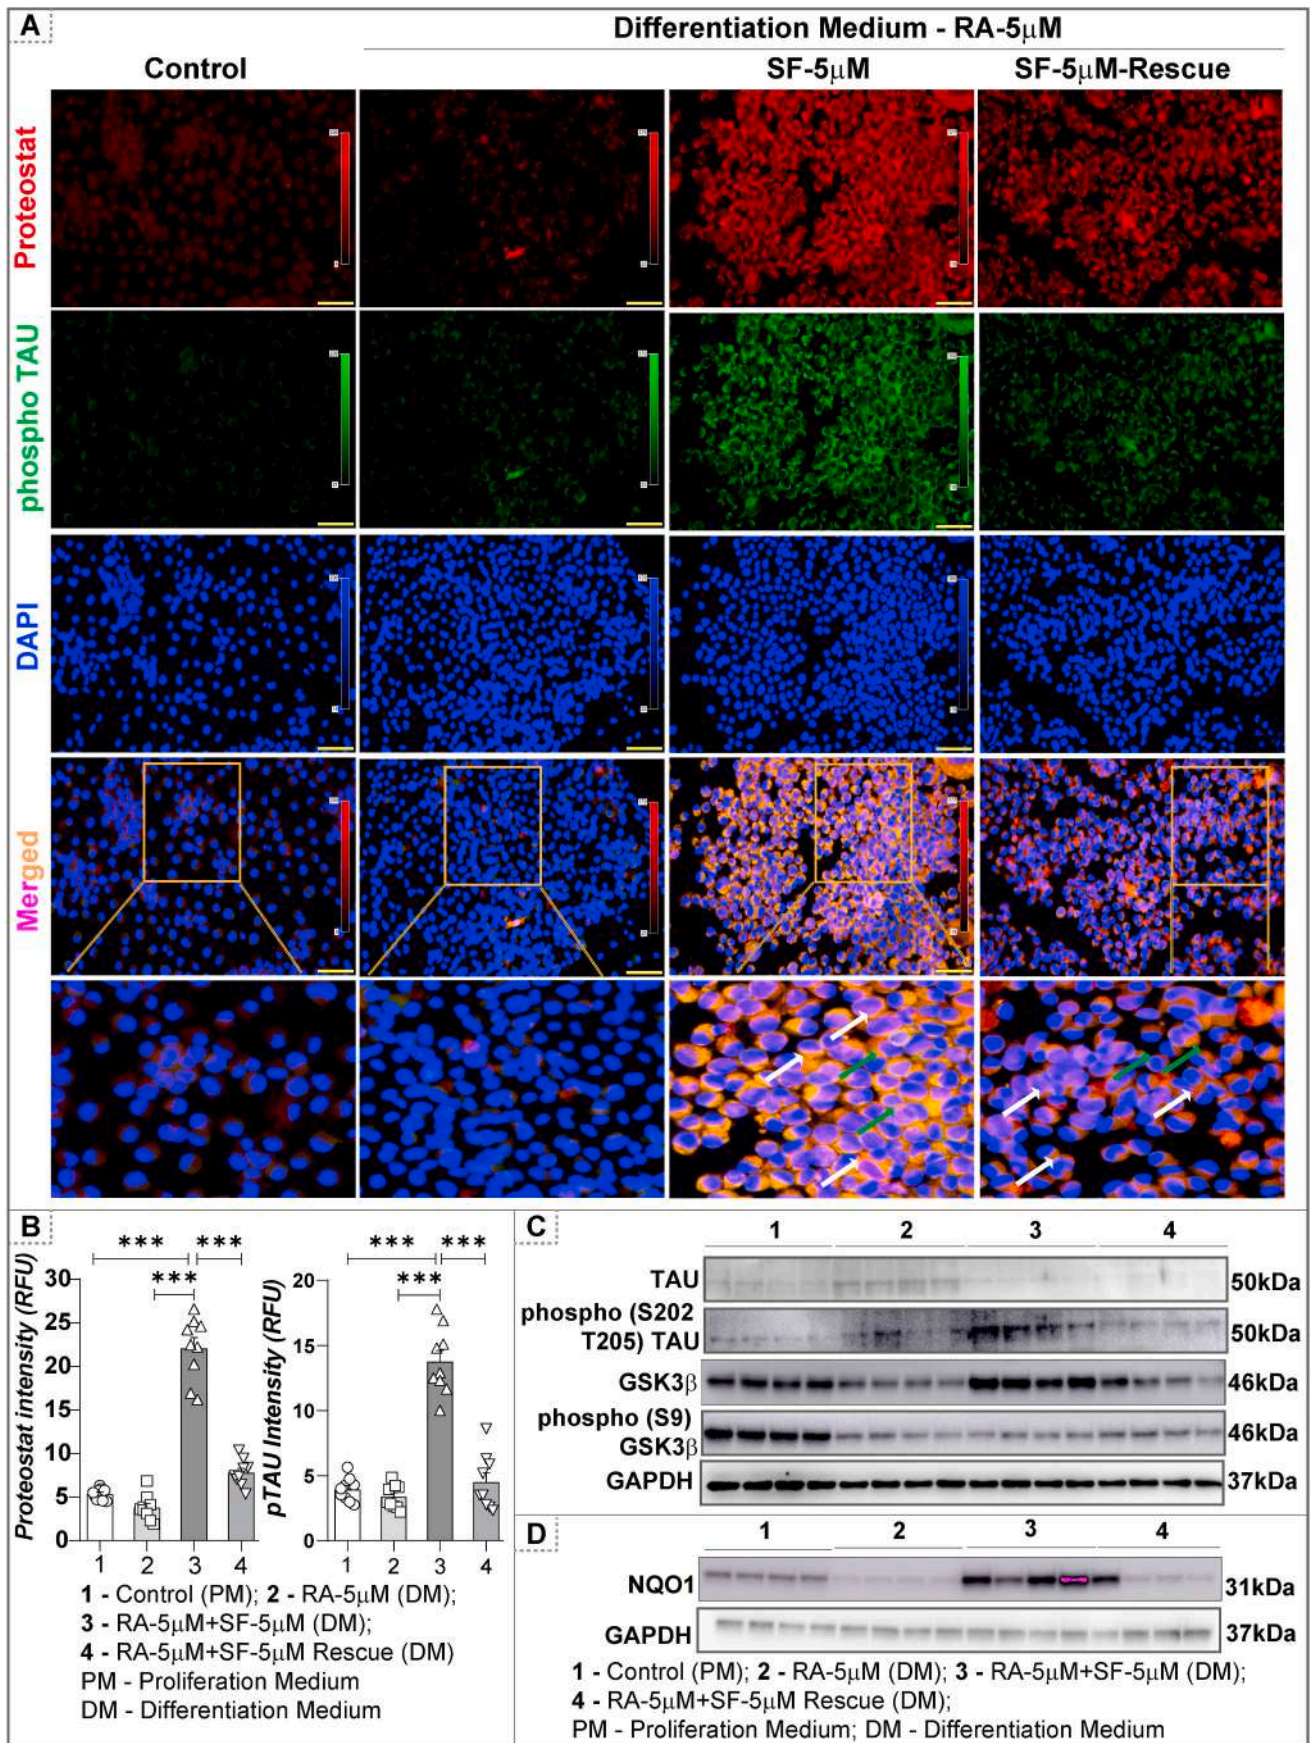 A
Differentiation Medium - RA-5μM
Control
SF-5μM
SF-5μM-Rescue
Proteostat
phospho TAU
DAPI
Merged
B
*** ***
***
Proteostat intensity (RFU)
30
25
20
15
10
5
0
1 2 3 4
*** ***
***
pTAU Intensity (RFU)
20
15
10
5
0
1 2 3 4
1 - Control (PM); 2 - RA-5μM (DM);
3 - RA-5μM+SF-5μM (DM);
4 - RA-5μM+SF-5μM Rescue (DM)
PM - Proliferation Medium
DM - Differentiation Medium
C
1 2 3 4
TAU 50kDa
phospho (S202
T205) TAU 50kDa
GSK3β 46kDa
phospho (S9)
GSK3β 46kDa
GAPDH 37kDa
D
1 2 3 4
NQO1 31kDa
GAPDH 37kDa
1 - Control (PM); 2 - RA-5μM (DM); 3 - RA-5μM+SF-5μM (DM);
4 - RA-5μM+SF-5μM Rescue (DM);
PM - Proliferation Medium; DM - Differentiation Medium